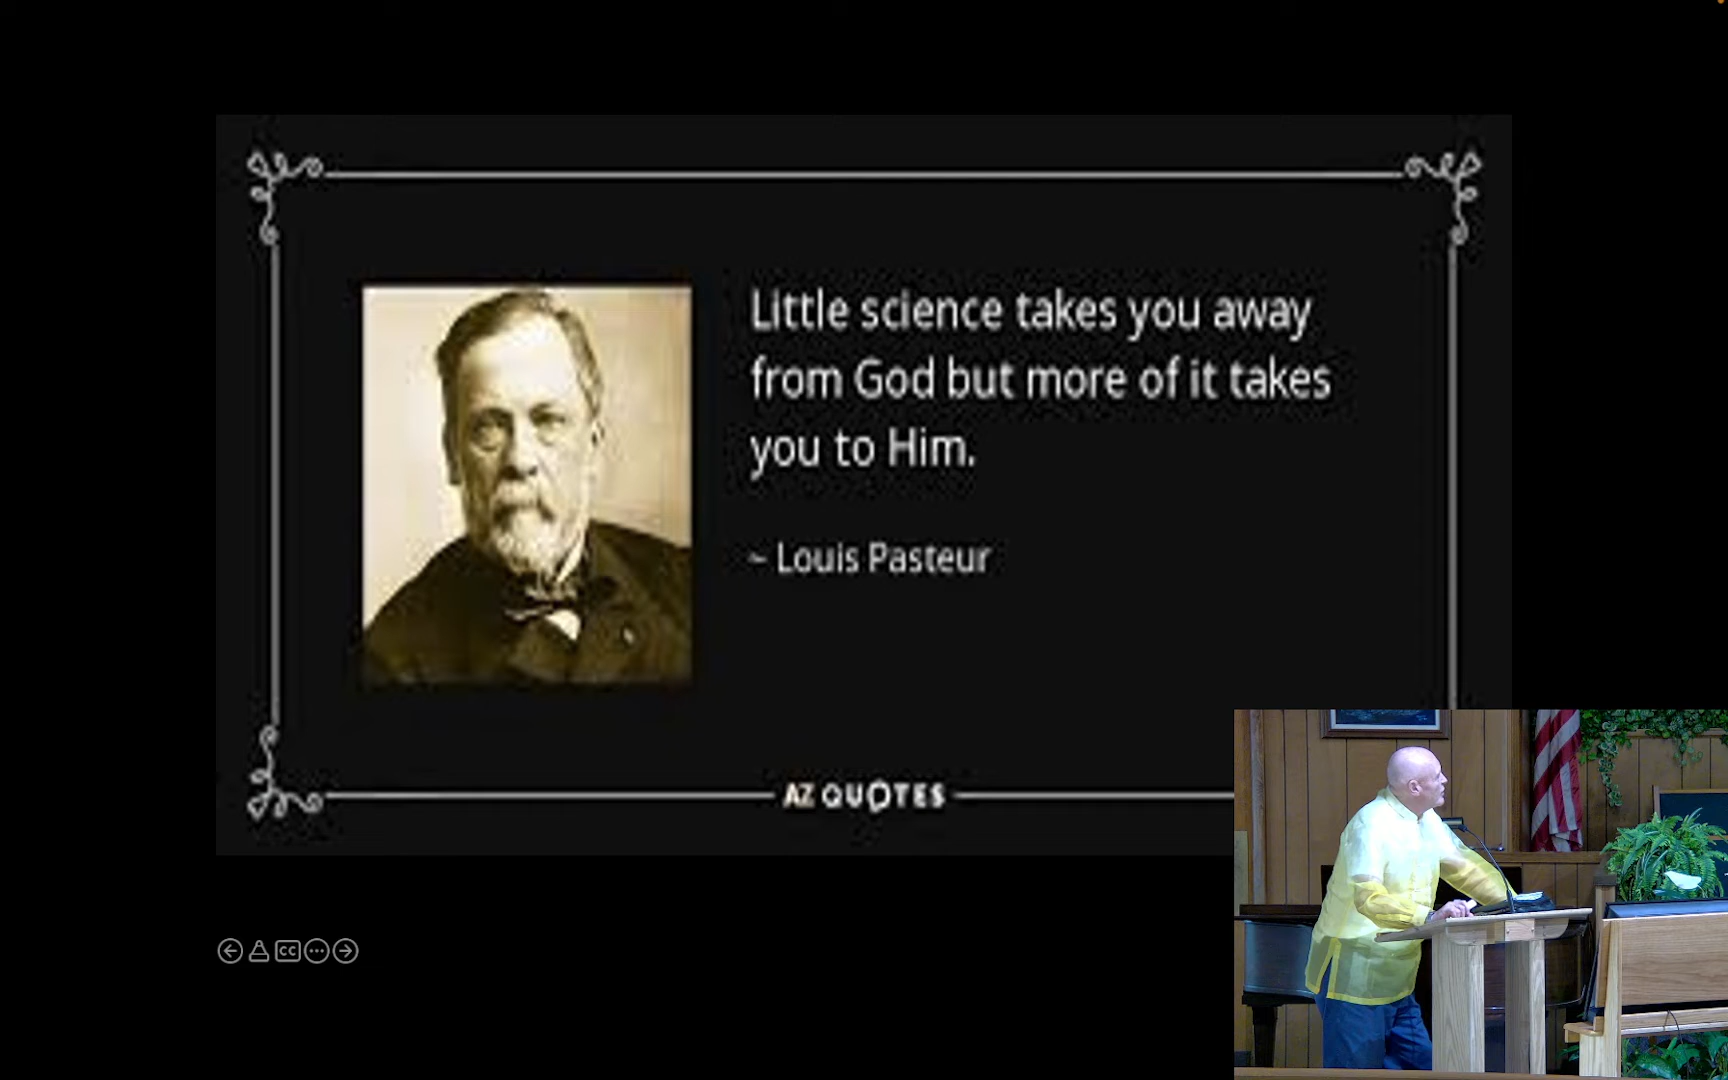 Little science takes you away
from God but more of it takes
you to Him.
~ Louis Pasteur
AZ QUOTES
CC